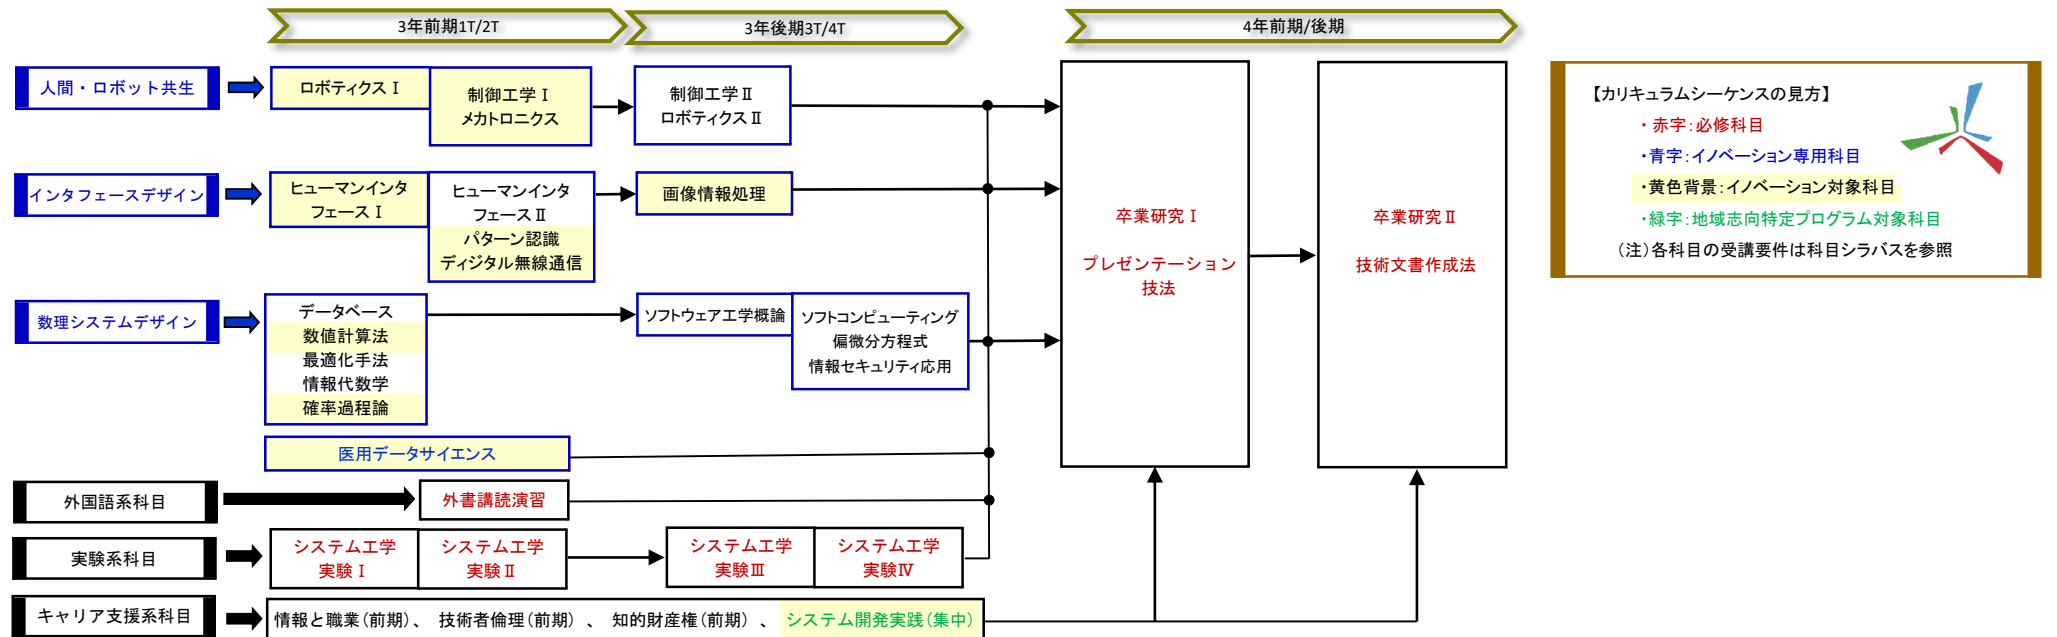 3年前期1T/2T
3年後期3T/4T
4年前期/後期
人間・ロボット共生
ロボティクスⅠ
制御工学Ⅰ
メカトロニクス
制御工学Ⅱ
ロボティクスⅡ
インタフェースデザイン
ヒューマンインタ
フェースⅠ
ヒューマンインタ
フェースⅡ
パターン認識
ディジタル無線通信
画像情報処理
数理システムデザイン
データベース
数値計算法
最適化手法
情報代数学
確率過程論
ソフトウェア工学概論
ソフトコンピューティング
偏微分方程式
情報セキュリティ応用
医用データサイエンス
外国語系科目
外書講読演習
実験系科目
システム工学
実験Ⅰ
システム工学
実験Ⅱ
システム工学
実験Ⅲ
システム工学
実験Ⅳ
キャリア支援系科目
情報と職業(前期)、 技術者倫理(前期) 、 知的財産権(前期) 、 システム開発実践(集中)
卒業研究Ⅰ
プレゼンテーション
技法
卒業研究Ⅱ
技術文書作成法
【カリキュラムシーケンスの見方】
・赤字：必修科目
・青字：イノベーション専用科目
・黄色背景：イノベーション対象科目
・緑字：地域志向特定プログラム対象科目
（注）各科目の受講要件は科目シラバスを参照